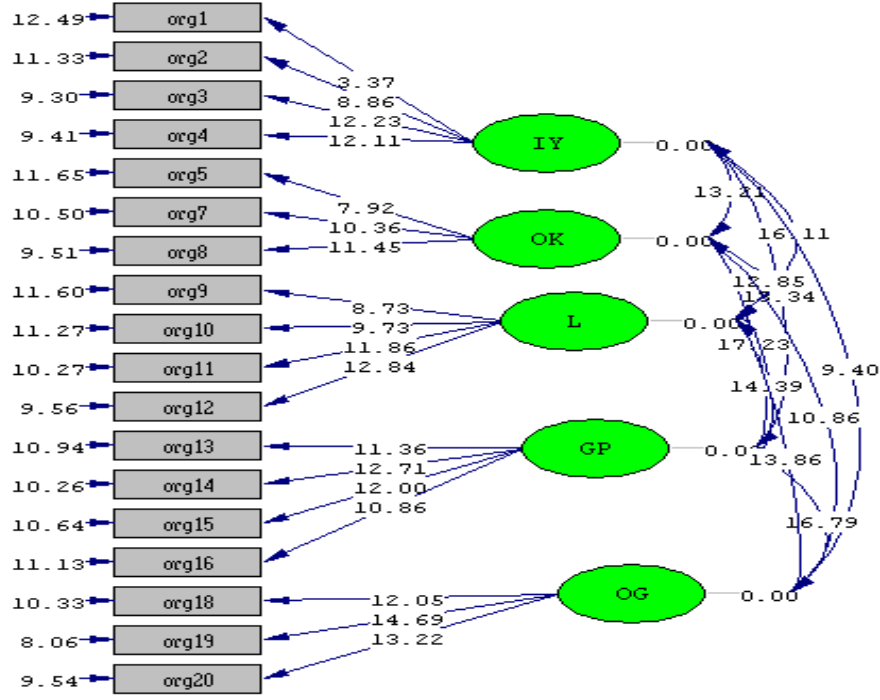 12.49 org1
11.33 org2
3.37
9.30 org3
8.86
12.23
9.41 org4
12.11
IY 0.00
11.65 org5
13.21
7.92
10.50 org7
10.36
16.11
OK 0.00
9.51 org8
11.45
12.85
11.60 org9
8.73
L 0.00
11.27 org10
9.73
11.86
17.23
10.27 org11
12.84
9.40
14.39
9.56 org12
10.86
10.94 org13
11.36
GP
13.86
12.71
10.26 org14
12.00
10.64 org15
10.86
16.79
11.13 org16
10.33 org18
12.05
OG 0.00
14.69
8.06 org19
13.22
9.54 org20